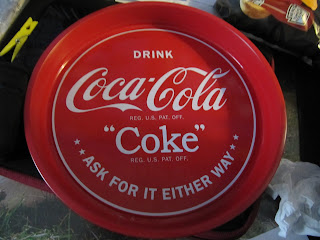 DRINK
Coca-Cola
REG. U.S. PAT. OFF.
"Coke"
REG. U.S. PAT. OFF.
ASK FOR IT EITHER WAY